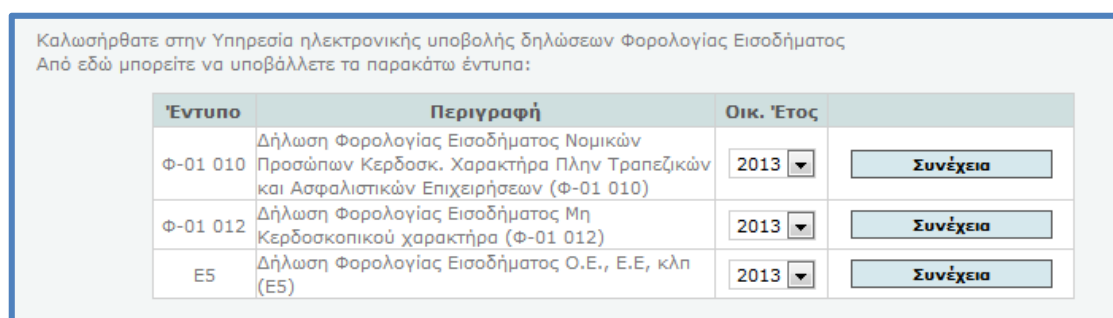 Καλωσήρθατε στην Υπηρεσία ηλεκτρονικής υποβολής δηλώσεων Φορολογίας Εισοδήματος
Από εδώ μπορείτε να υποβάλλετε τα παρακάτω έντυπα:
Έντυπο Περιγραφή Οικ. Έτος
Δήλωση Φορολογίας Εισοδήματος Νομικών
Φ-01 010 Προσώπων Κερδοσκ. Χαρακτήρα Πλην Τραπεζικών 2013 Συνέχεια
και Ασφαλιστικών Επιχειρήσεων (Φ-01 010)
Δήλωση Φορολογίας Εισοδήματος Μη
Φ-01 012 2013 Συνέχεια
Κερδοσκοπικού χαρακτήρα (Φ-01 012)
Δήλωση Φορολογίας Εισοδήματος Ο.Ε., Ε.Ε, κλπ
Ε5 2013 Συνέχεια
(Ε5)